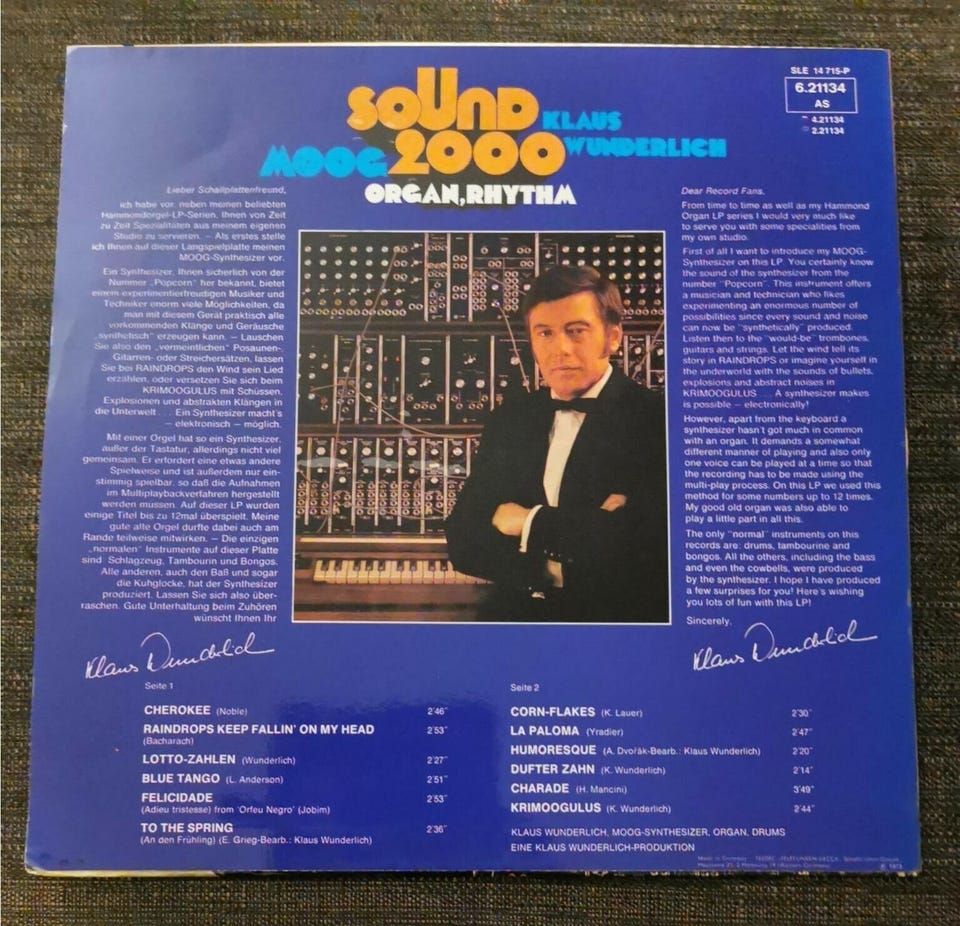 SLE 14 715-P
6.21134
AS
4.21134
2.21134
SOUND
KLAUS
MOOG 2000 WUNDERLICH
ORGAN, RHYTHM
Lieber Schallplattenfreund,
ich habe vor, neben meinen beliebten
Hammondorgel-LP-Serien, Ihnen von Zeit
zu Zeit Spezialitäten aus meinem eigenen
Studio zu servieren. – Als erstes stelle
ich Ihnen auf dieser Langspielplatte meinen
MOOG-Synthesizer vor.
Ein Synthesizer, Ihnen sicherlich von der
Nummer „Popcorn" her bekannt, bietet
einem experimentierfreudigen Musiker und
Techniker enorm viele Möglichkeiten, da
man mit diesem Gerät praktisch alle
vorkommenden Klänge und Geräusche
„synthetisch" erzeugen kann. – Lauschen
Sie also den „vermeintlichen" Posaunen-,
Gitarren- oder Streichersätzen, lassen
Sie bei RAINDROPS den Wind sein Lied
erzählen, oder versetzen Sie sich beim
KRIMOOGULUS mit Schüssen,
Explosionen und abstrakten Klängen in
die Unterwelt . . . Ein Synthesizer macht's
– elektronisch – möglich.
Mit einer Orgel hat so ein Synthesizer,
außer der Tastatur, allerdings nicht viel
gemeinsam. Er erfordert eine etwas andere
Spielweise und ist außerdem nur ein-
stimmig spielbar, so daß die Aufnahmen
im Multiplaybackverfahren hergestellt
werden müssen. Auf dieser LP wurden
einige Titel bis zu 12mal überspielt. Meine
gute alte Orgel durfte dabei auch am
Rande teilweise mitwirken. – Die einzigen
„normalen" Instrumente auf dieser Platte
sind: Schlagzeug, Tambourin und Bongos.
Alle anderen, auch den Baß und sogar
die Kuhglocke, hat der Synthesizer
produziert. Lassen Sie sich also über-
raschen. Gute Unterhaltung beim Zuhören
wünscht Ihnen Ihr
Klaus Wunderlich
Dear Record Fans,
From time to time as well as my Hammond
Organ LP series I would very much like
to serve you with some specialities from
my own studio.
First of all I want to introduce my MOOG-
Synthesizer on this LP. You certainly know
the sound of the synthesizer from the
number "Popcorn". This instrument offers
a musician and technician who likes
experimenting an enormous number of
possibilities since every sound and noise
can now be "synthetically" produced.
Listen then to the "would-be" trombones,
guitars and strings. Let the wind tell its
story in RAINDROPS or imagine yourself in
the underworld with the sounds of bullets,
explosions and abstract noises in
KRIMOOGULUS . . . A synthesizer makes
is possible – electronically!
However, apart from the keyboard a
synthesizer hasn't got much in common
with an organ. It demands a somewhat
different manner of playing and also only
one voice can be played at a time so that
the recording has to be made using the
multi-play process. On this LP we used this
method for some numbers up to 12 times.
My good old organ was also able to
play a little part in all this.
The only "normal" instruments on this
records are: drums, tambourine and
bongos. All the others, including the bass
and even the cowbells, were produced
by the synthesizer. I hope I have produced
a few surprises for you! Here's wishing
you lots of fun with this LP!
Sincerely,
Klaus Wunderlich
Seite 1
CHEROKEE (Noble) 2'46"
RAINDROPS KEEP FALLIN' ON MY HEAD 2'53"
(Bacharach)
LOTTO-ZAHLEN (Wunderlich) 2'27"
BLUE TANGO (L. Anderson) 2'51"
FELICIDADE 2'53"
(Adieu tristesse) from 'Orfeu Negro' (Jobim)
TO THE SPRING 2'36"
(An den Frühling) (E. Grieg-Bearb.: Klaus Wunderlich)
Seite 2
CORN-FLAKES (K. Lauer) 2'30"
LA PALOMA (Yradier) 2'47"
HUMORESQUE (A. Dvořák-Bearb.: Klaus Wunderlich) 2'20"
DUFTER ZAHN (K. Wunderlich) 2'14"
CHARADE (H. Mancini) 3'49"
KRIMOOGULUS (K. Wunderlich) 2'44"
KLAUS WUNDERLICH, MOOG-SYNTHESIZER, ORGAN, DRUMS
EINE KLAUS WUNDERLICH-PRODUKTION
Made in Germany TELDEC »TELEFUNKEN-DECCA«